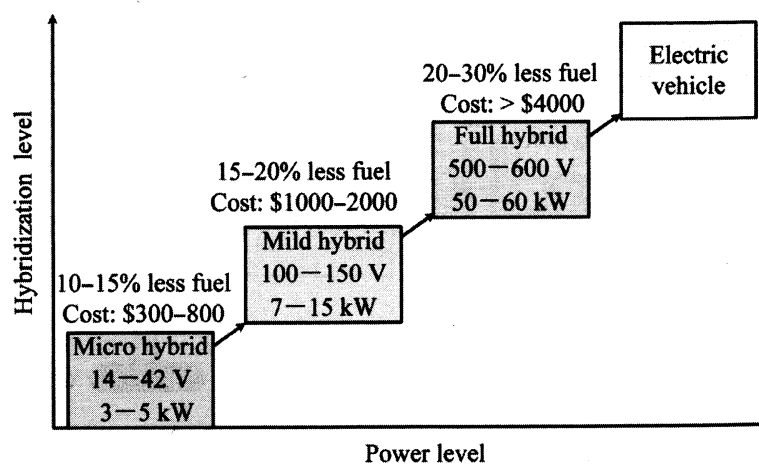 Hybridization level
Electric
vehicle
20–30% less fuel
Cost: > $4000
Full hybrid
500—600 V
50—60 kW
15–20% less fuel
Cost: $1000–2000
Mild hybrid
100—150 V
7—15 kW
10–15% less fuel
Cost: $300–800
Micro hybrid
14—42 V
3—5 kW
Power level